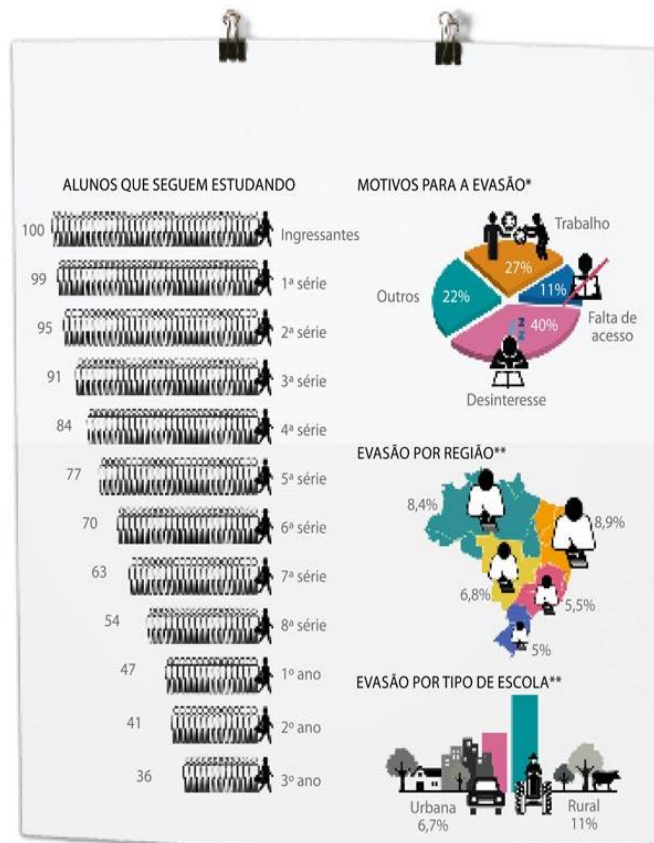 ALUNOS QUE SEGUEM ESTUDANDO
100 Ingressantes
99 1ª série
95 2ª série
91 3ª série
84 4ª série
77 5ª série
70 6ª série
63 7ª série
54 8ª série
47 1º ano
41 2º ano
36 3º ano
MOTIVOS PARA A EVASÃO*
Trabalho
27%
11%
Outros
22%
Falta de
acesso
40%
Desinteresse
EVASÃO POR REGIÃO**
8,4%
8,9%
6,8%
5,5%
5%
EVASÃO POR TIPO DE ESCOLA**
Urbana
6,7%
Rural
11%